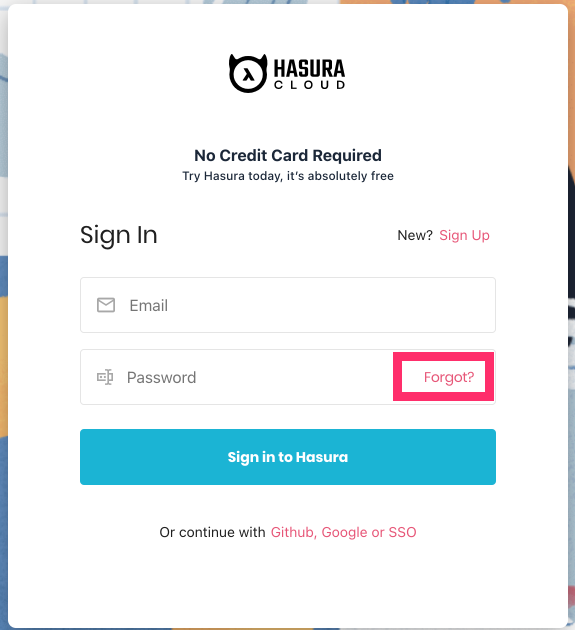 HASURA
CLOUD
No Credit Card Required
Try Hasura today, it's absolutely free
Sign In
New? Sign Up
Email
Password
Forgot?
Sign in to Hasura
Or continue with Github, Google or SSO